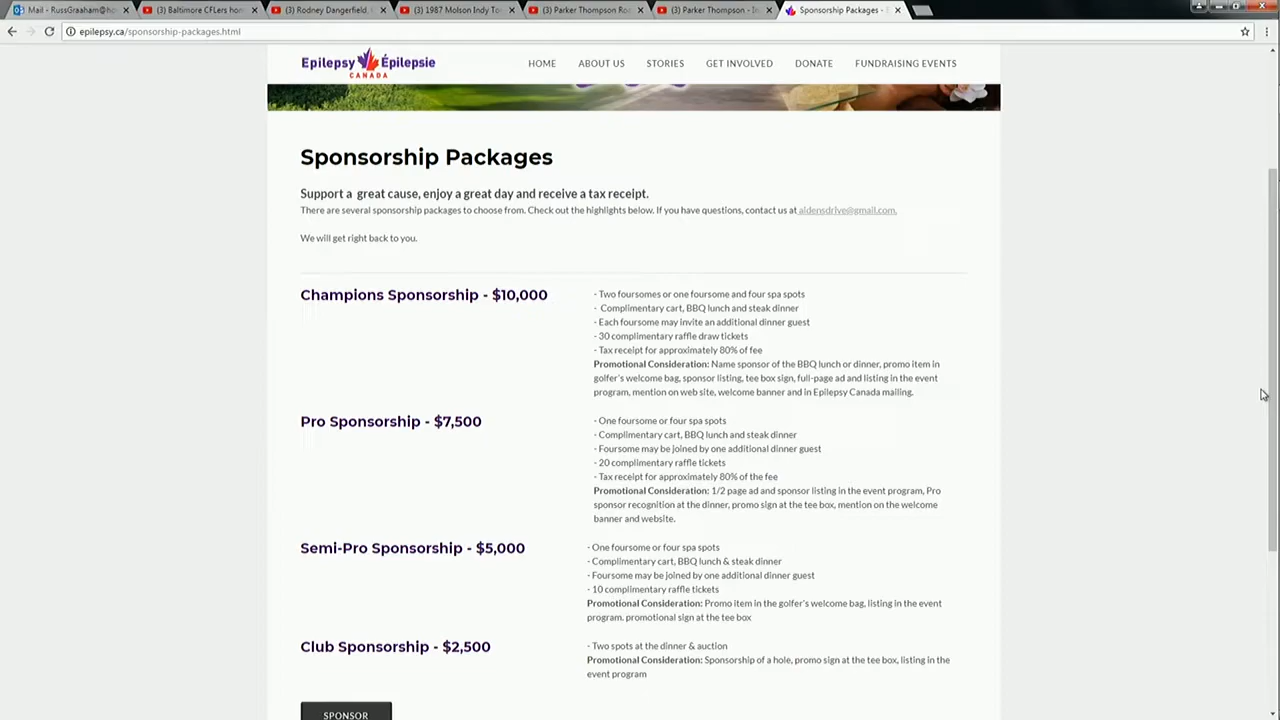 Mail - RussGraaham@ho
(3) Baltimore CFLers hon
(3) Rodney Dangerfield,
(3) 1987 Molson Indy To
(3) Parker Thompson Ro
(3) Parker Thompson - I
Sponsorship Packages -
epilepsy.ca/sponsorship-packages.html
Epilepsy Épilepsie
CANADA
HOME ABOUT US STORIES GET INVOLVED DONATE FUNDRAISING EVENTS
Sponsorship Packages
Support a great cause, enjoy a great day and receive a tax receipt.
There are several sponsorship packages to choose from. Check out the highlights below. If you have questions, contact us at aidensdrive@gmail.com.
We will get right back to you.
Champions Sponsorship - $10,000
- Two foursomes or one foursome and four spa spots
- Complimentary cart, BBQ lunch and steak dinner
- Each foursome may invite an additional dinner guest
- 30 complimentary raffle draw tickets
- Tax receipt for approximately 80% of fee
Promotional Consideration: Name sponsor of the BBQ lunch or dinner, promo item in
golfer's welcome bag, sponsor listing, tee box sign, full-page ad and listing in the event
program, mention on web site, welcome banner and in Epilepsy Canada mailing.
Pro Sponsorship - $7,500
- One foursome or four spa spots
- Complimentary cart, BBQ lunch and steak dinner
- Foursome may be joined by one additional dinner guest
- 20 complimentary raffle tickets
- Tax receipt for approximately 80% of the fee
Promotional Consideration: 1/2 page ad and sponsor listing in the event program, Pro
sponsor recognition at the dinner, promo sign at the tee box, mention on the welcome
banner and website.
Semi-Pro Sponsorship - $5,000
- One foursome or four spa spots
- Complimentary cart, BBQ lunch & steak dinner
- Foursome may be joined by one additional dinner guest
- 10 complimentary raffle tickets
Promotional Consideration: Promo item in the golfer's welcome bag, listing in the event
program. promotional sign at the tee box
Club Sponsorship - $2,500
- Two spots at the dinner & auction
Promotional Consideration: Sponsorship of a hole, promo sign at the tee box, listing in the
event program
SPONSOR